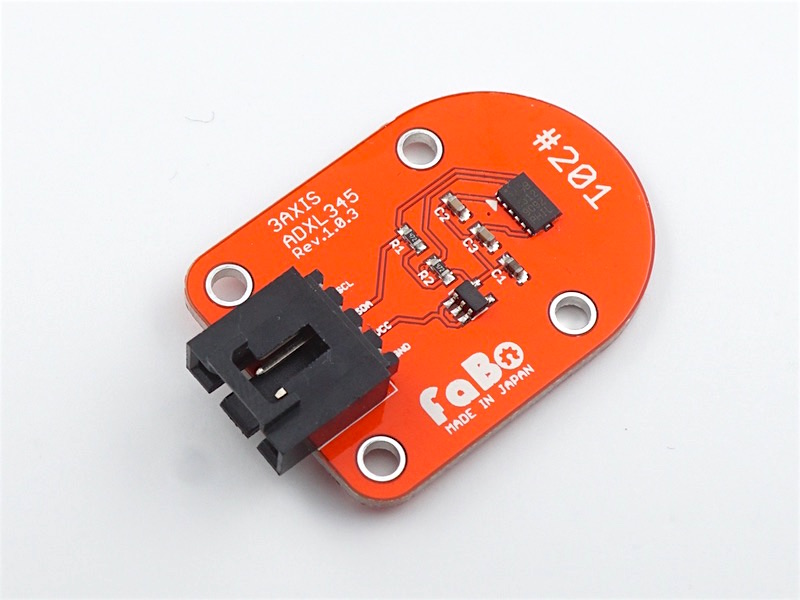 #201
3AXIS
ADXL345
Rev.1.0.3
C2
C3
C1
R1
R2
SCL
SDA
VCC
GND
FaBo
MADE IN JAPAN